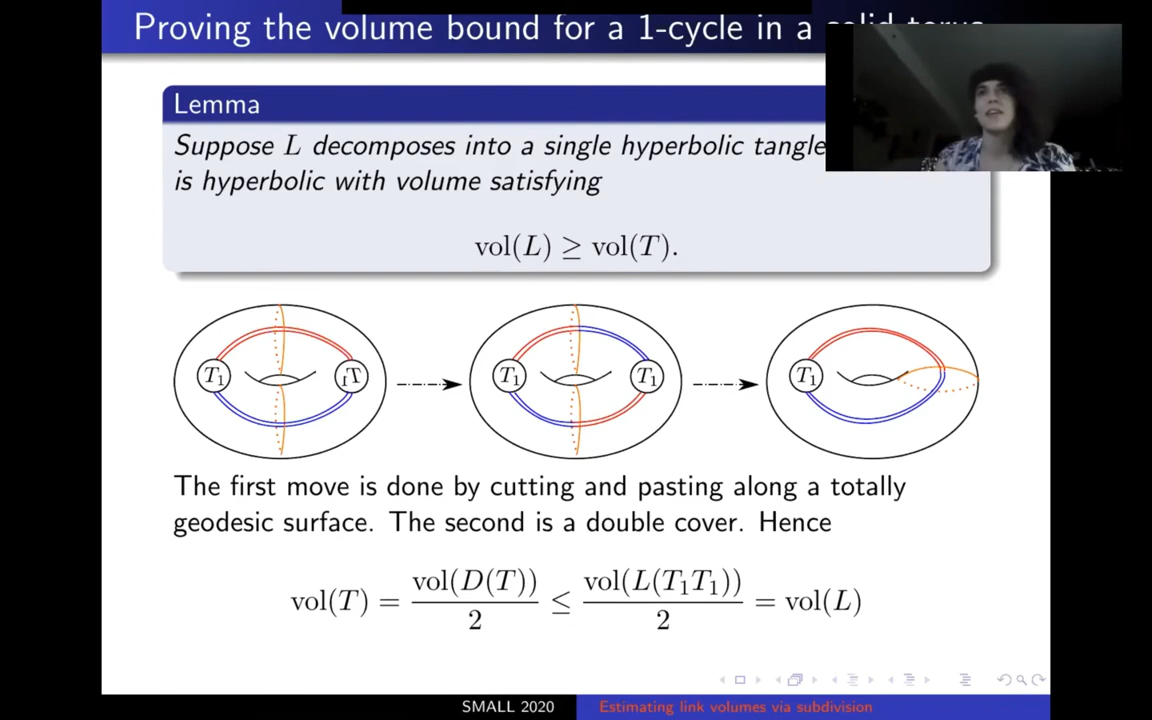 Proving the volume bound for a 1-cycle in a solid torus
Lemma
Suppose L decomposes into a single hyperbolic tangle
is hyperbolic with volume satisfying
vol(L) ≥ vol(T).
T₁ T₁ T₁ T₁ T₁
The first move is done by cutting and pasting along a totally
geodesic surface. The second is a double cover. Hence
vol(T) = vol(D(T))/2 ≤ vol(L(T₁T₁))/2 = vol(L)
SMALL 2020 Estimating link volumes via subdivision